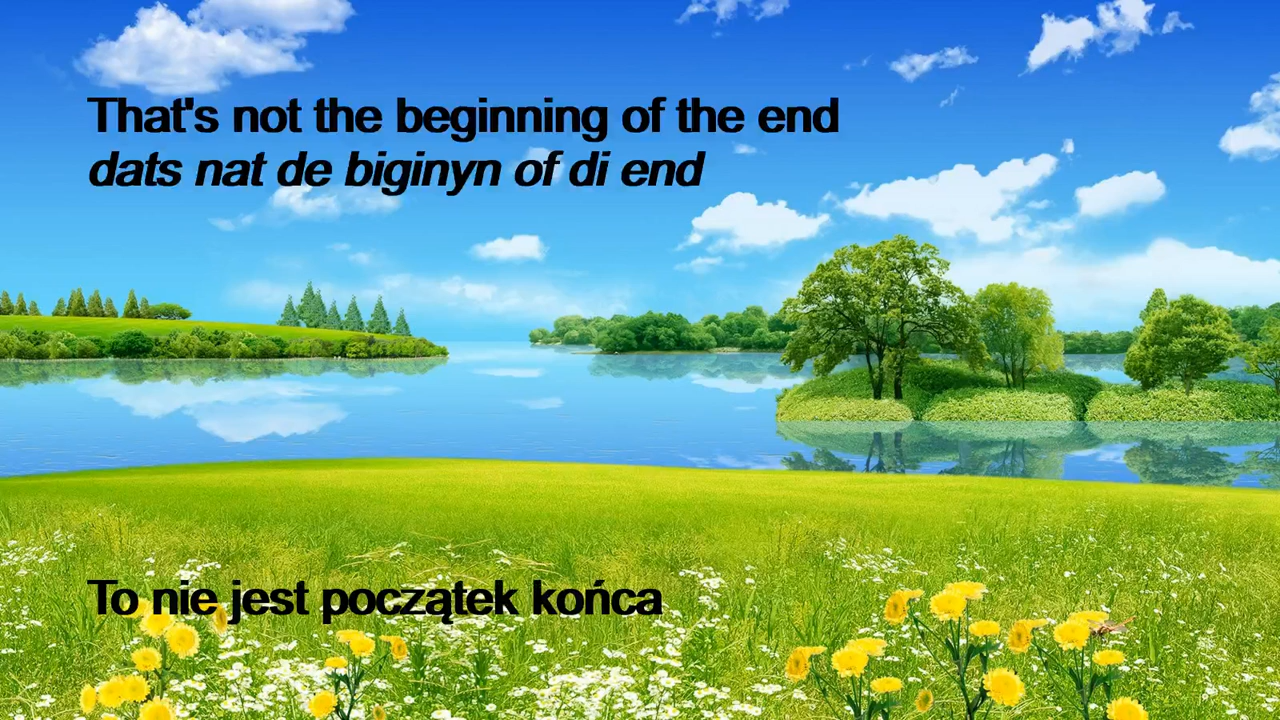 That's not the beginning of the end
dats nat de biginyn of di end
To nie jest początek końca